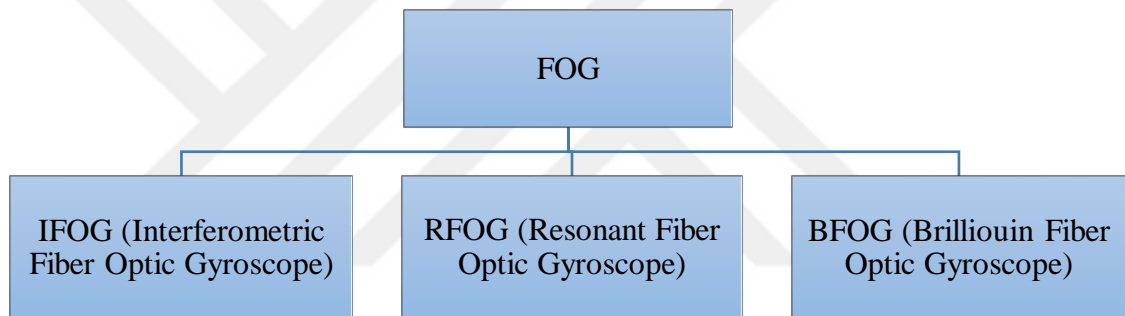 FOG
IFOG (Interferometric
Fiber Optic Gyroscope)
RFOG (Resonant Fiber
Optic Gyroscope)
BFOG (Brilliouin Fiber
Optic Gyroscope)